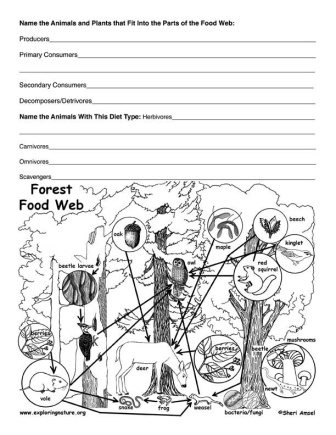 Name the Animals and Plants that Fit Into the Parts of the Food Web:
Producers
Primary Consumers
Secondary Consumers
Decomposers/Detrivores
Name the Animals With This Diet Type: Herbivores
Carnivores
Omnivores
Scavengers
Forest
Food Web
oak
maple
beech
kinglet
beetle larvae
owl
red
squirrel
berries
deer
berries
beetle
mushrooms
vole
snake
frog
weasel
newt
bacteria/fungi
www.exploringnature.org
©Sheri Amsel